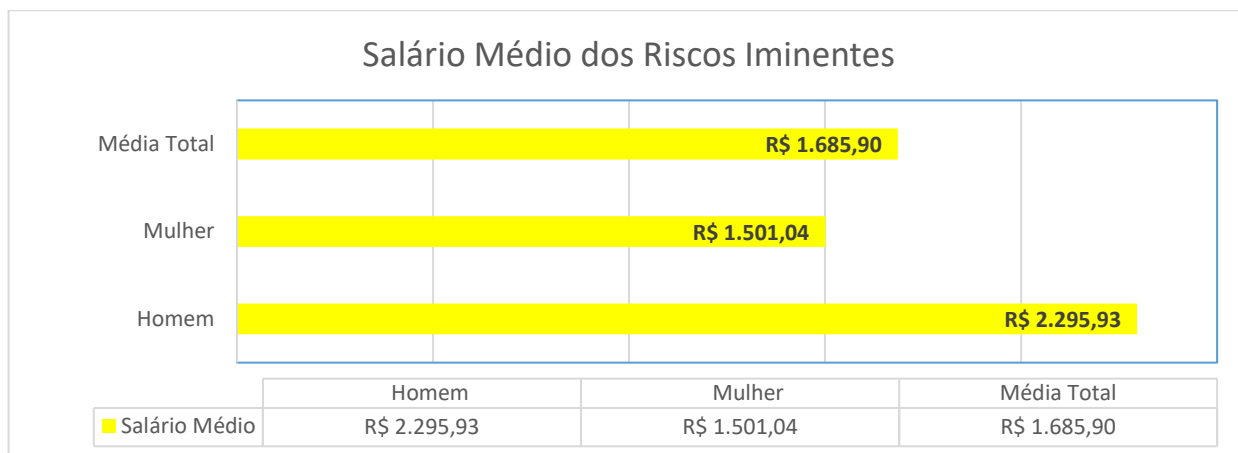 Salário Médio dos Riscos Iminentes
Média Total
R$ 1.685,90
Mulher
R$ 1.501,04
Homem
R$ 2.295,93
Homem Mulher Média Total
Salário Médio R$ 2.295,93 R$ 1.501,04 R$ 1.685,90